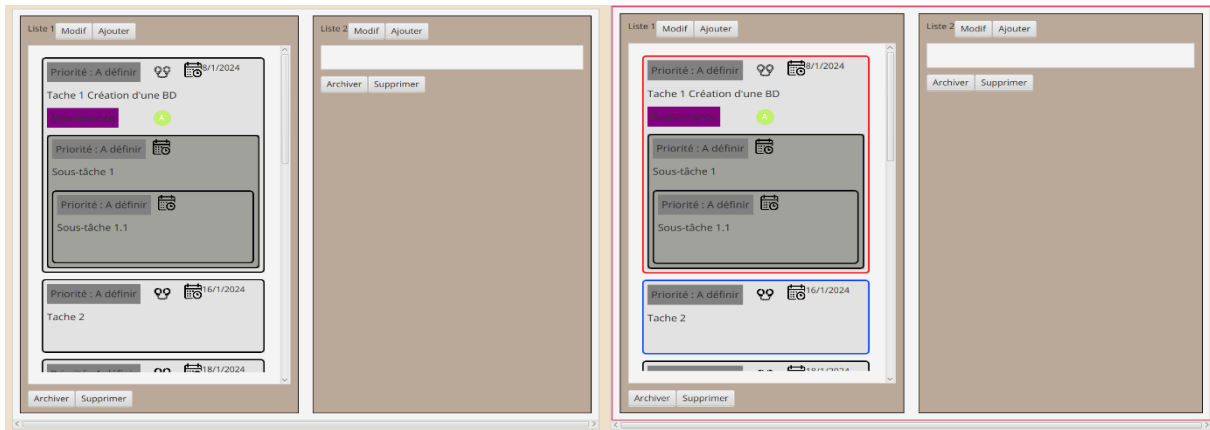 Liste 1 Modif Ajouter
Priorité : A définir 8/1/2024
Tache 1 Création d'une BD
A
Priorité : A définir
Sous-tâche 1
Priorité : A définir
Sous-tâche 1.1
Priorité : A définir 16/1/2024
Tache 2
18/1/2024
Archiver Supprimer
Liste 2 Modif Ajouter
Archiver Supprimer
Liste 1 Modif Ajouter
Priorité : A définir 8/1/2024
Tache 1 Création d'une BD
A
Priorité : A définir
Sous-tâche 1
Priorité : A définir
Sous-tâche 1.1
Priorité : A définir 16/1/2024
Tache 2
18/1/2024
Archiver Supprimer
Liste 2 Modif Ajouter
Archiver Supprimer